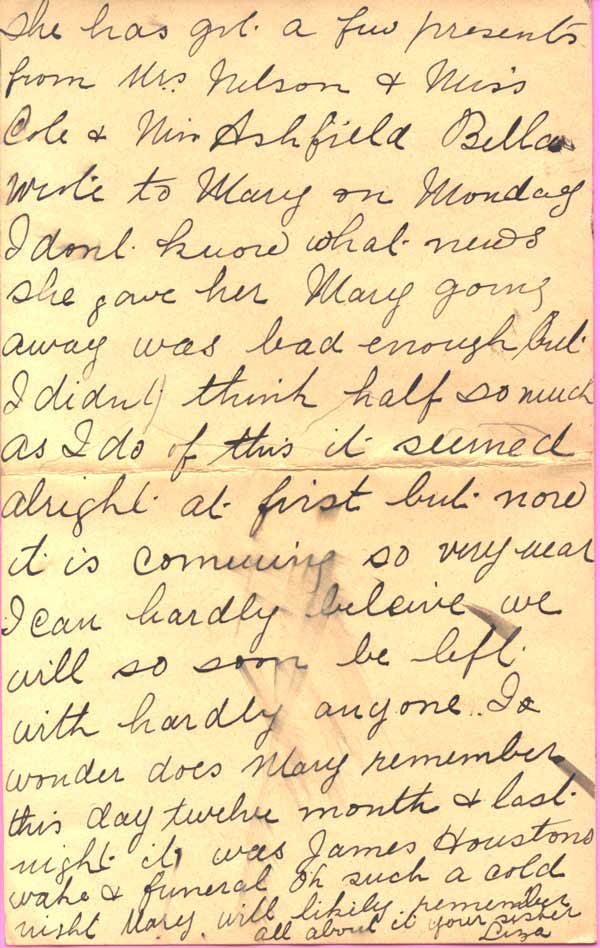 she has got a few presents
from Mrs. Nelson & Miss
Cole & Min Ashfield Bella
wrote to Mary on Monday
I dont know what news
she gave her Mary going
away was bad enough but
I didnt think half so much
as I do of this it seemed
alright at first but now
it is comeing so very near
I can hardly beleive we
will so soon be left
with hardly anyone. I
wonder does Mary remember
this day twelve month & last
night it was James Houstons
wake & funeral Oh such a cold
night Mary will likily remember
all about it your sister
Liza